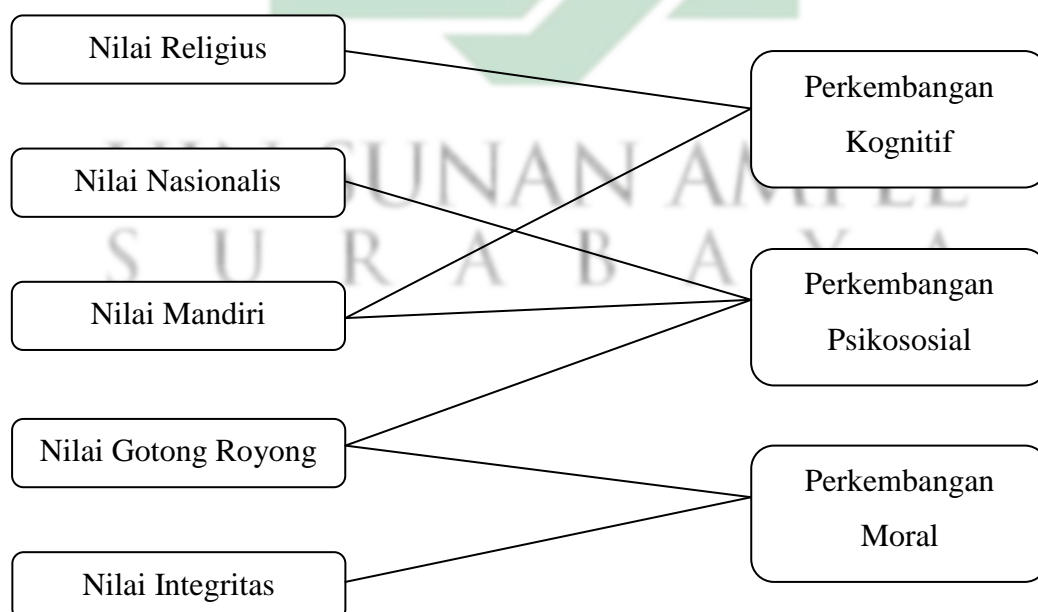 Nilai Religius
Nilai Nasionalis
Nilai Mandiri
Nilai Gotong Royong
Nilai Integritas
Perkembangan
Kognitif
Perkembangan
Psikososial
Perkembangan
Moral
UIN SUNAN AMPEL
S U R A B A Y A